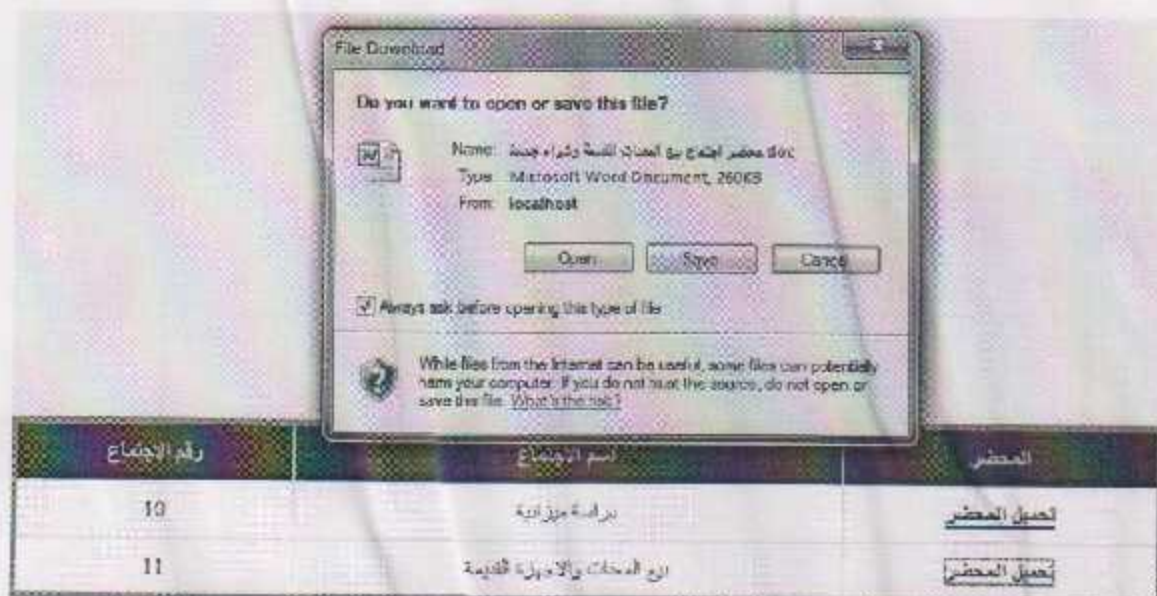 File Download
Do you want to open or save this file?
Name: محضر اجتماع بيع المعدات القديمة وشراء جديدة.doc
Type: Microsoft Word Document, 260KB
From: localhost
Open Save Cancel
Always ask before opening this type of file
While files from the Internet can be useful, some files can potentially
harm your computer. If you do not trust the source, do not open or
save this file. What's the risk?
رقم الاجتماع اسم الاجتماع المحضر
10 دراسة ميزانية تحميل المحضر
11 بيع المعدات والاجهزة القديمة تحميل المحضر